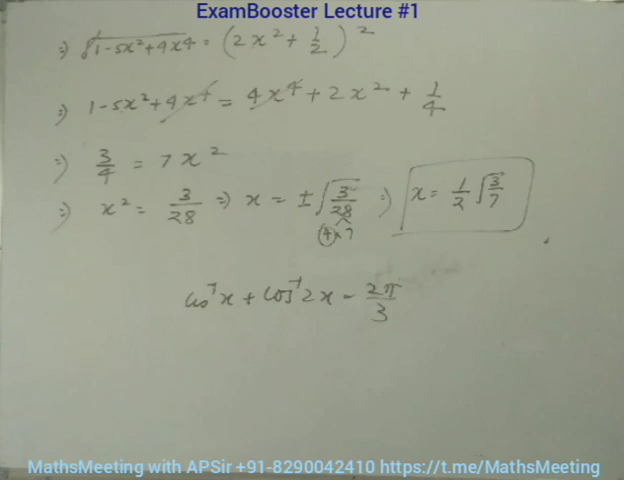 ExamBooster Lecture #1
⇒) √(1-5x²+4x⁴) = (2x² + 1/2)²
⇒) 1-5x²+4x⁴ = 4x⁴ + 2x² + 1/4
⇒) 3/4 = 7x²
⇒) x² = 3/28 ⇒) x = ±√(3/28) ⇒) x = 1/2 √(3/7)
4×7
cos⁻¹x + cos⁻¹2x = 2π/3
MathsMeeting with APSir +91-8290042410 https://t.me/MathsMeeting